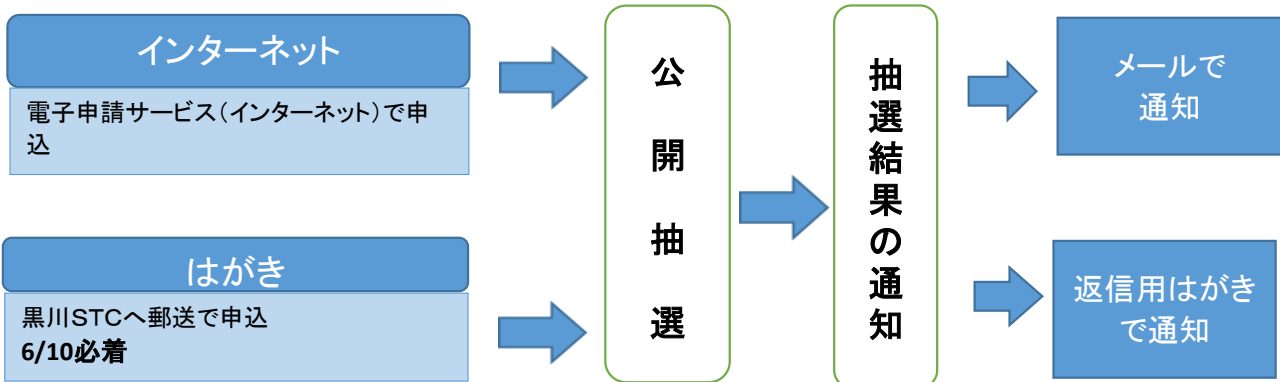 インターネット
電子申請サービス（インターネット）で申
込
はがき
黒川STCへ郵送で申込
6/10必着
公開抽選
抽選結果の通知
メールで
通知
返信用はがき
で通知